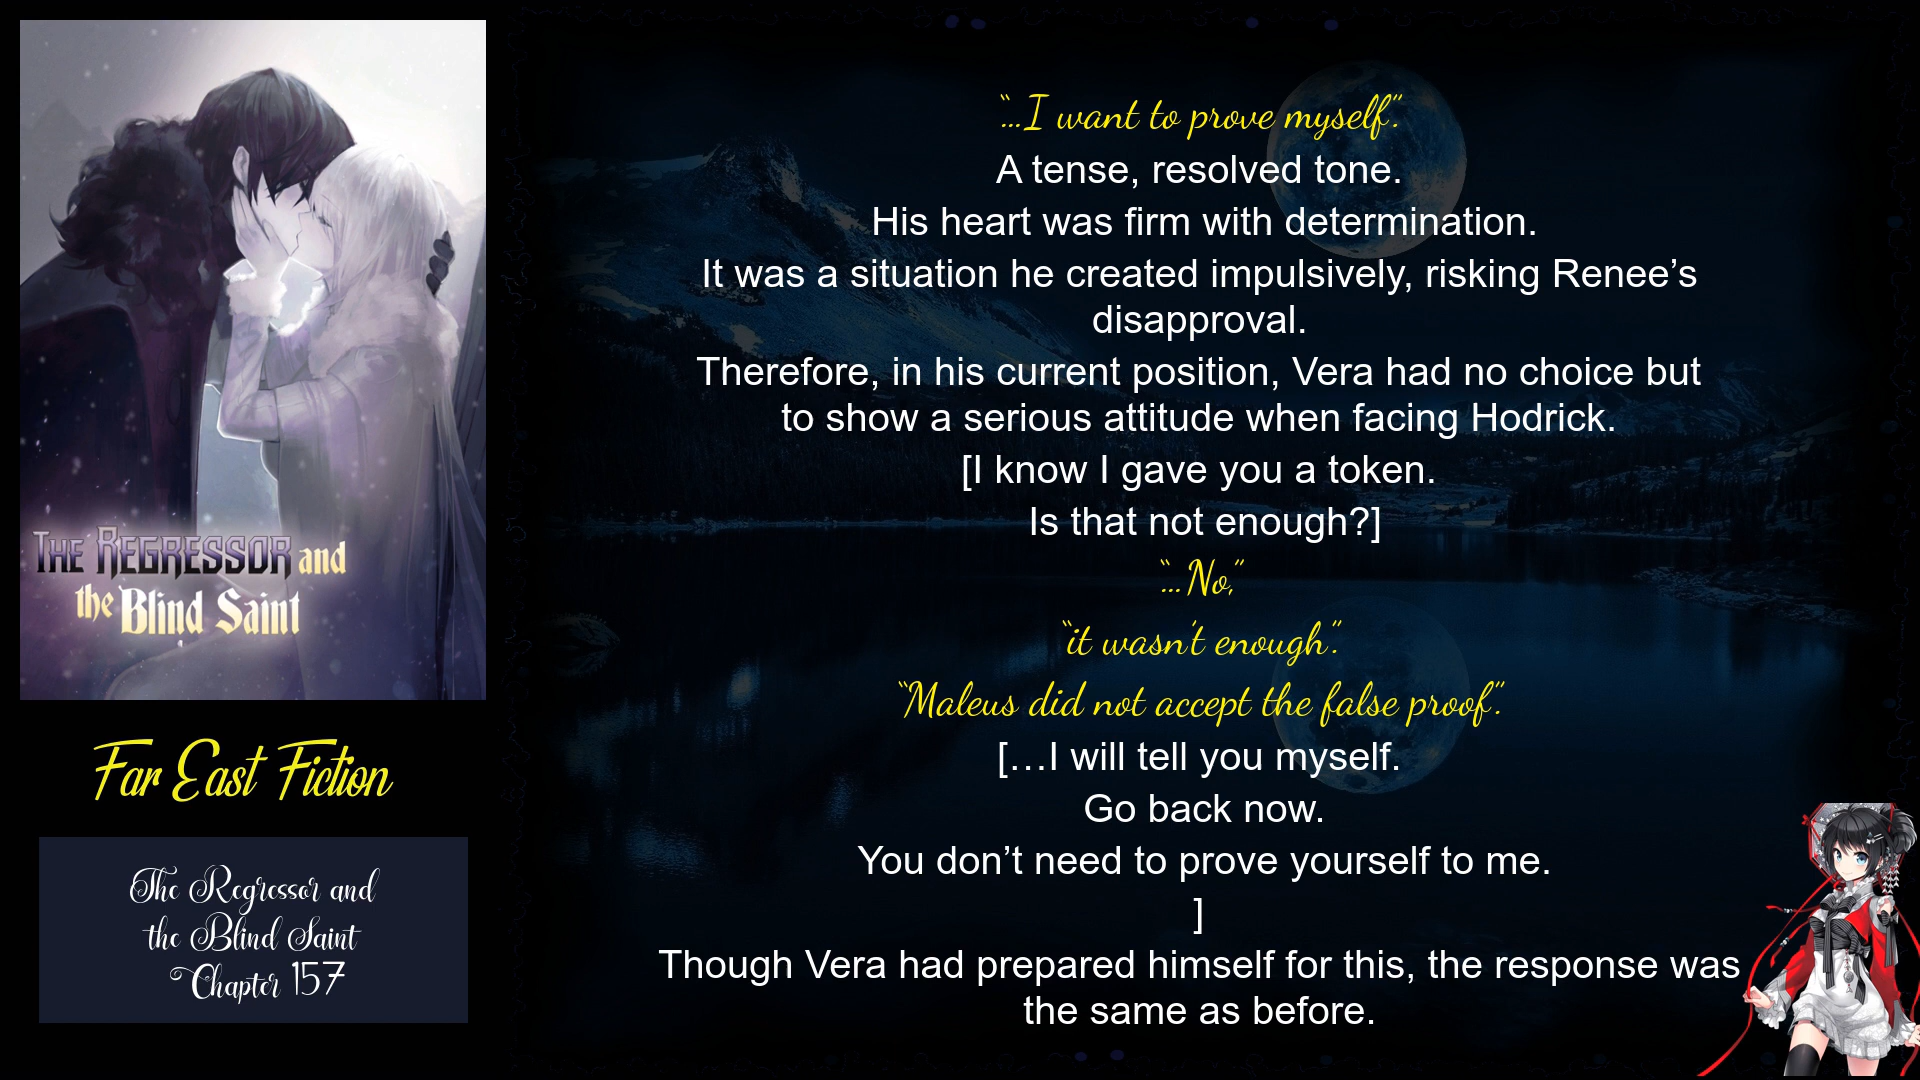 THE REGRESSOR and
the Blind Saint
Far East Fiction
The Regressor and
the Blind Saint
Chapter 157
“…I want to prove myself”.
A tense, resolved tone.
His heart was firm with determination.
It was a situation he created impulsively, risking Renee’s
disapproval.
Therefore, in his current position, Vera had no choice but
to show a serious attitude when facing Hodrick.
[I know I gave you a token.
Is that not enough?]
“…No,”
“it wasn’t enough”.
“Maleus did not accept the false proof”.
[…I will tell you myself.
Go back now.
You don’t need to prove yourself to me.
]
Though Vera had prepared himself for this, the response was
the same as before.